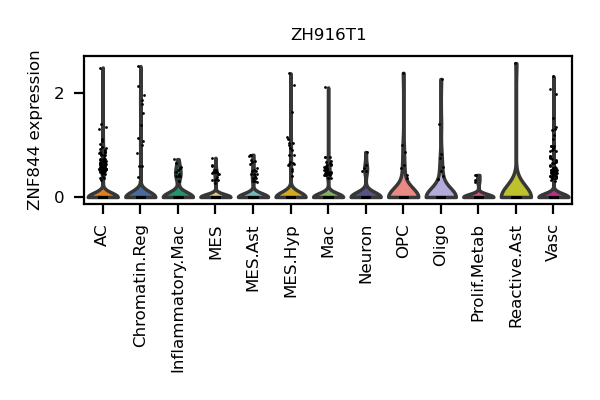 ZH916T1
ZNF844 expression
2
0
AC
Chromatin.Reg
Inflammatory.Mac
MES
MES.Ast
MES.Hyp
Mac
Neuron
OPC
Oligo
Prolif.Metab
Reactive.Ast
Vasc